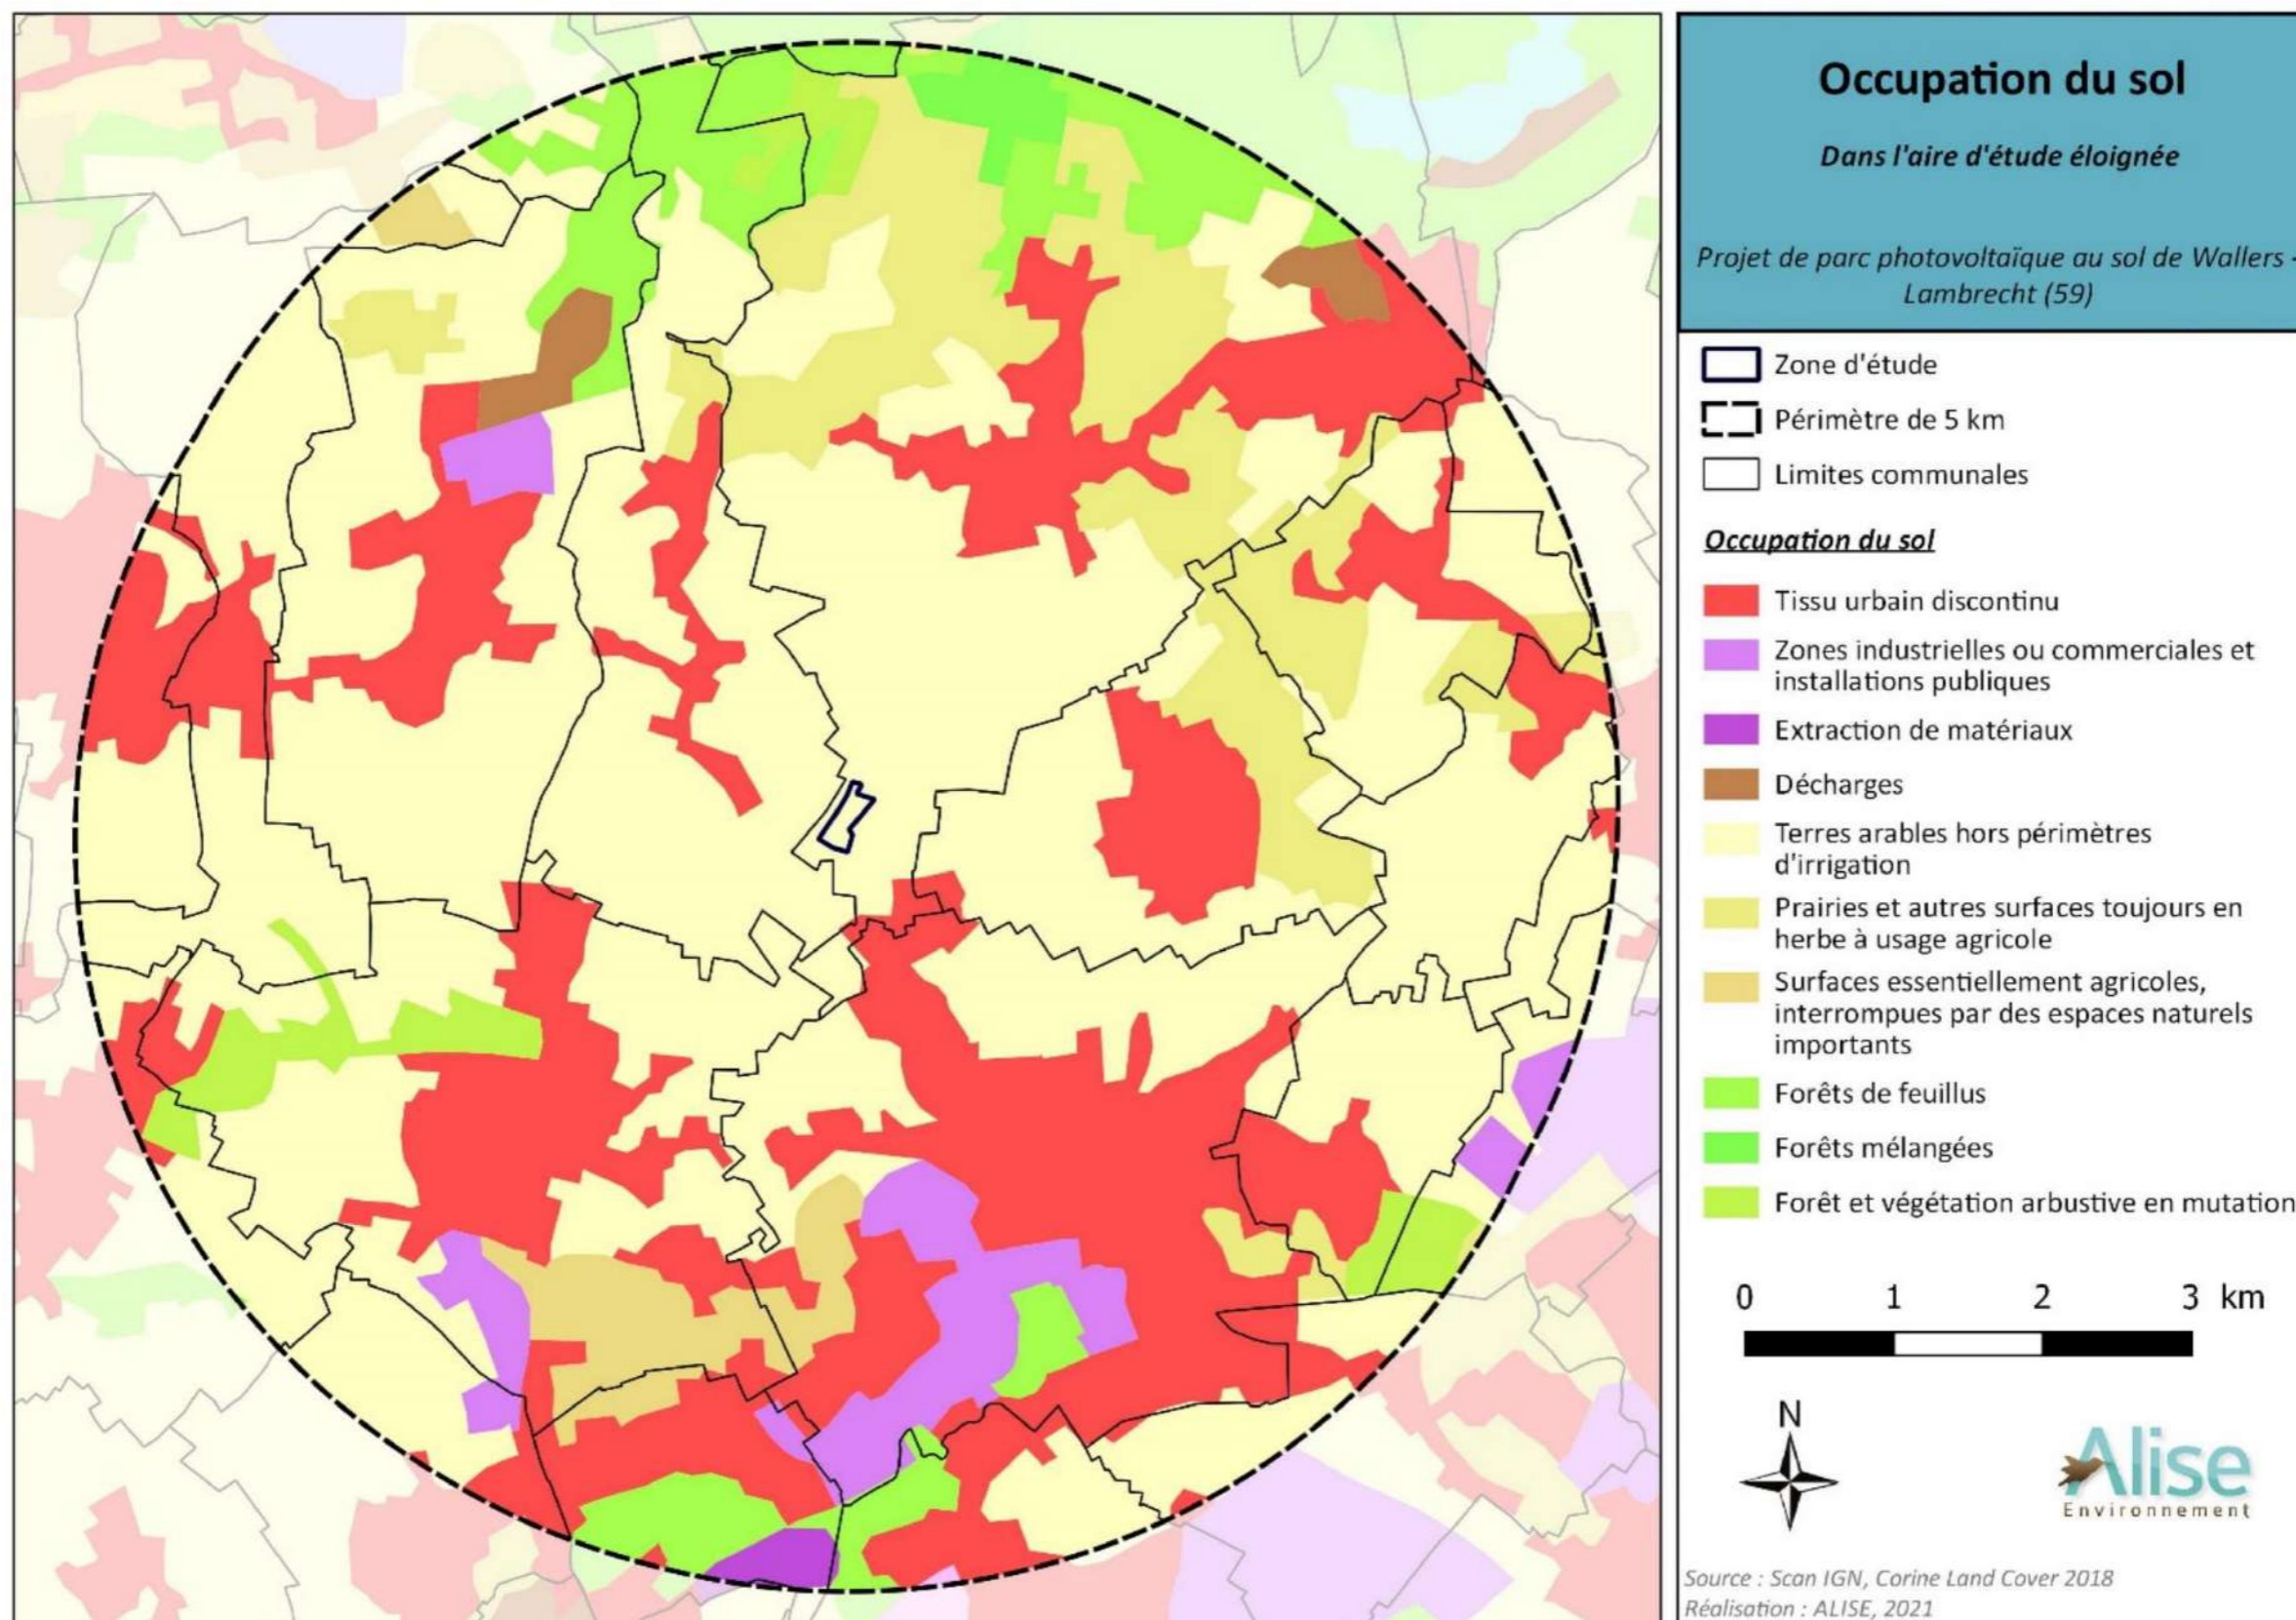 Occupation du sol
Dans l'aire d'étude éloignée
Projet de parc photovoltaïque au sol de Wallers -
Lambrecht (59)
Zone d'étude
Périmètre de 5 km
Limites communales
Occupation du sol
Tissu urbain discontinu
Zones industrielles ou commerciales et
installations publiques
Extraction de matériaux
Décharges
Terres arables hors périmètres
d'irrigation
Prairies et autres surfaces toujours en
herbe à usage agricole
Surfaces essentiellement agricoles,
interrompues par des espaces naturels
importants
Forêts de feuillus
Forêts mélangées
Forêt et végétation arbustive en mutation
0 1 2 3 km
N
Alise
Environnement
Source : Scan IGN, Corine Land Cover 2018
Réalisation : ALISE, 2021